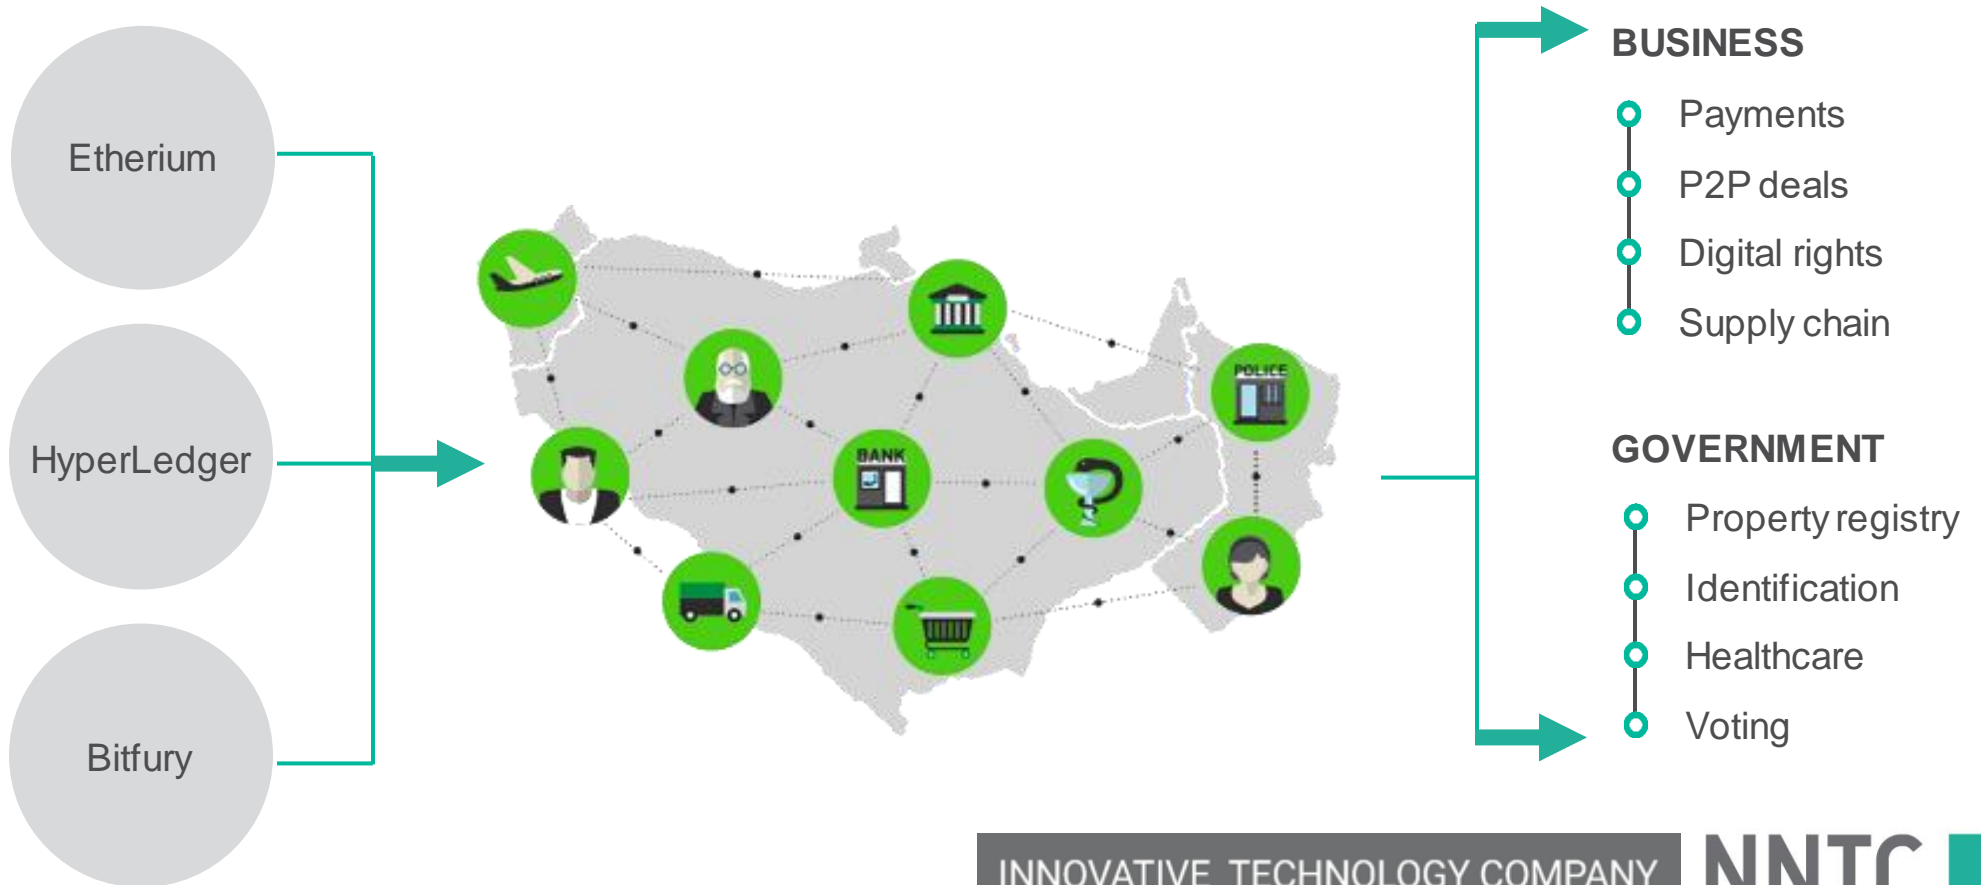 Etherium
HyperLedger
Bitfury
BANK
POLICE
BUSINESS
Payments
P2P deals
Digital rights
Supply chain
GOVERNMENT
Property registry
Identification
Healthcare
Voting
INNOVATIVE TECHNOLOGY COMPANY
NNTC